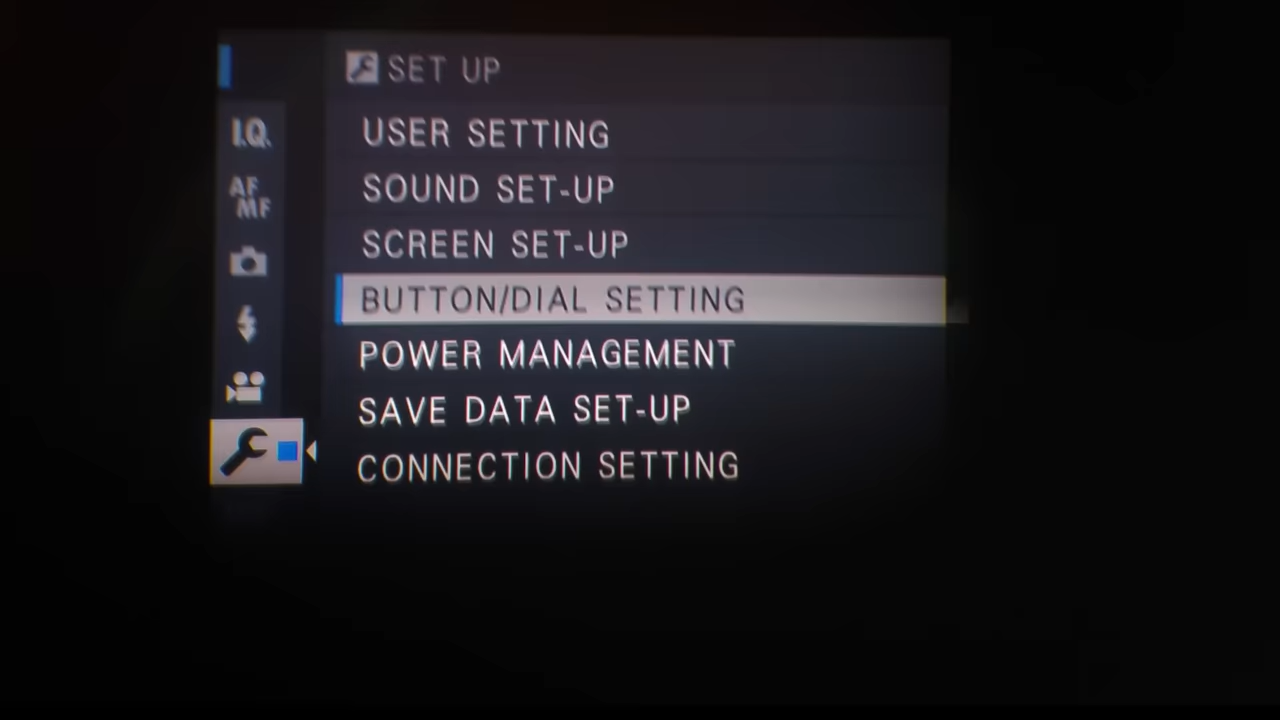 SET UP
I.Q.
AF
MF
USER SETTING
SOUND SET-UP
SCREEN SET-UP
BUTTON/DIAL SETTING
POWER MANAGEMENT
SAVE DATA SET-UP
CONNECTION SETTING